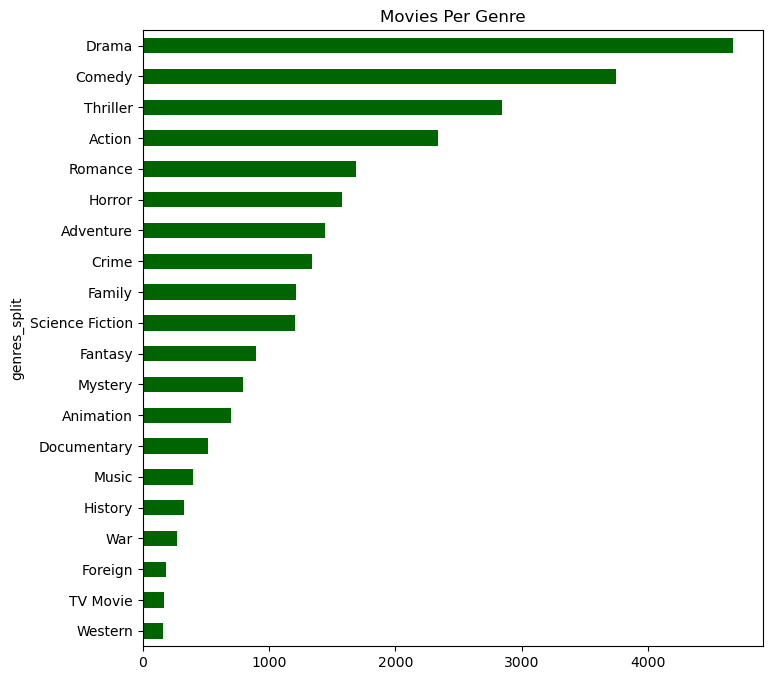 Movies Per Genre
genres_split
Drama
Comedy
Thriller
Action
Romance
Horror
Adventure
Crime
Family
Science Fiction
Fantasy
Mystery
Animation
Documentary
Music
History
War
Foreign
TV Movie
Western
0 1000 2000 3000 4000